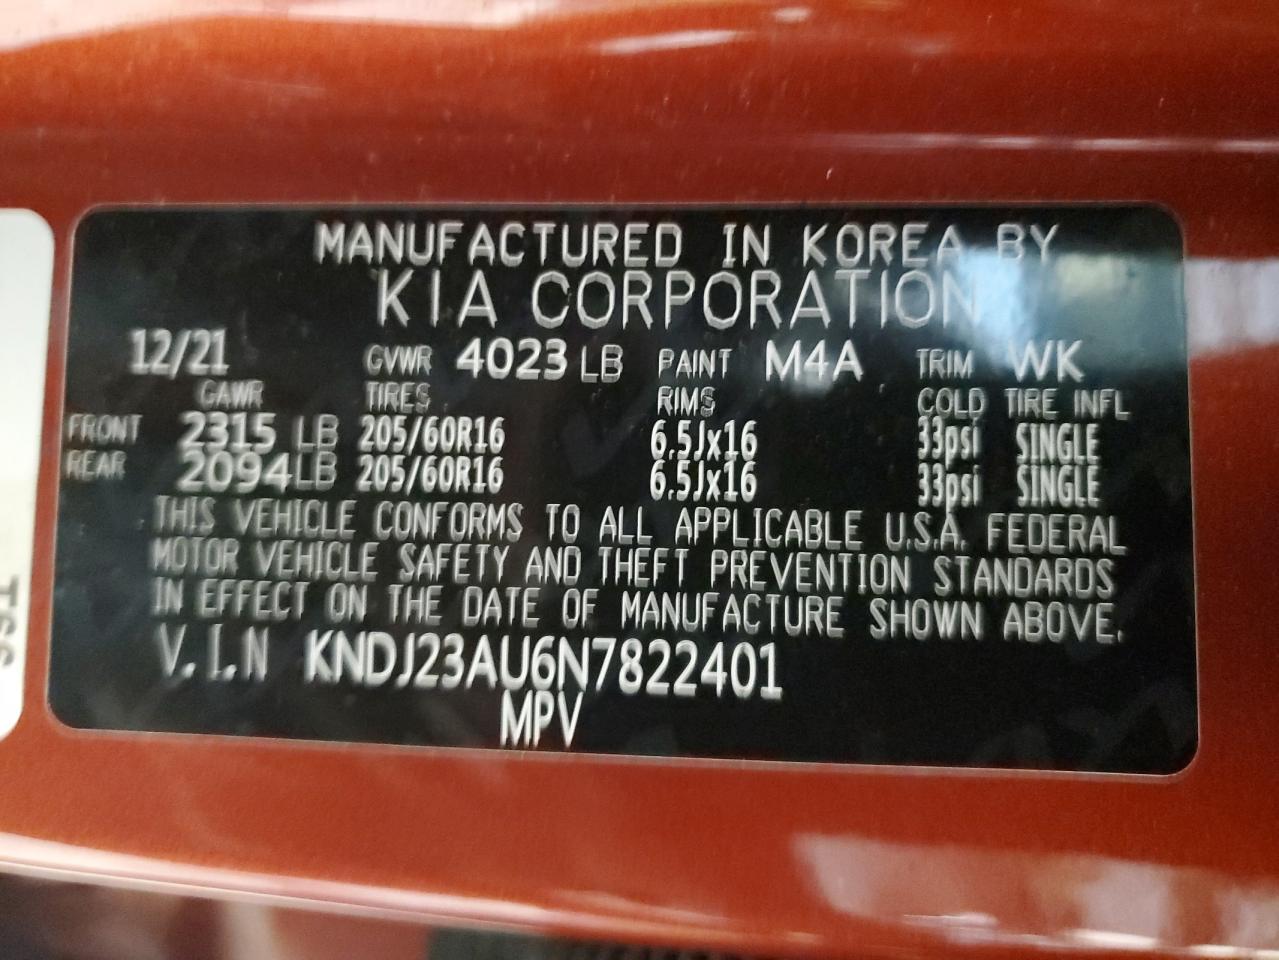 MANUFACTURED IN KOREA BY
KIA CORPORATION
12/21 GVWR 4023 LB PAINT M4A TRIM WK
GAWR TIRES RIMS COLD TIRE INFL
FRONT 2315 LB 205/60R16 6.5Jx16 33psi SINGLE
REAR 2094 LB 205/60R16 6.5Jx16 33psi SINGLE
THIS VEHICLE CONFORMS TO ALL APPLICABLE U.S.A. FEDERAL
MOTOR VEHICLE SAFETY AND THEFT PREVENTION STANDARDS
IN EFFECT ON THE DATE OF MANUFACTURE SHOWN ABOVE.
V.I.N KNDJ23AU6N7822401
MPV